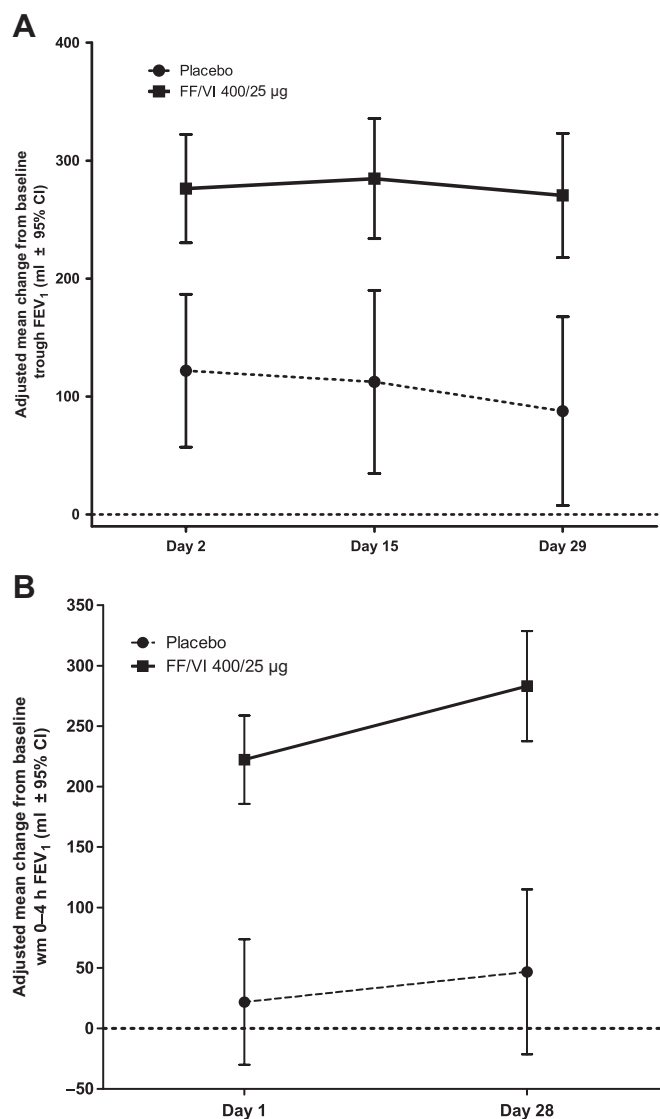 A
400
300
200
100
0
Placebo
FF/VI 400/25 µg
Adjusted mean change from baseline
trough FEV₁ (ml ± 95% CI)
Day 2 Day 15 Day 29
B
350
300
250
200
150
100
50
0
–50
Placebo
FF/VI 400/25 µg
Adjusted mean change from baseline
wm 0–4 h FEV₁ (ml ± 95% CI)
Day 1 Day 28